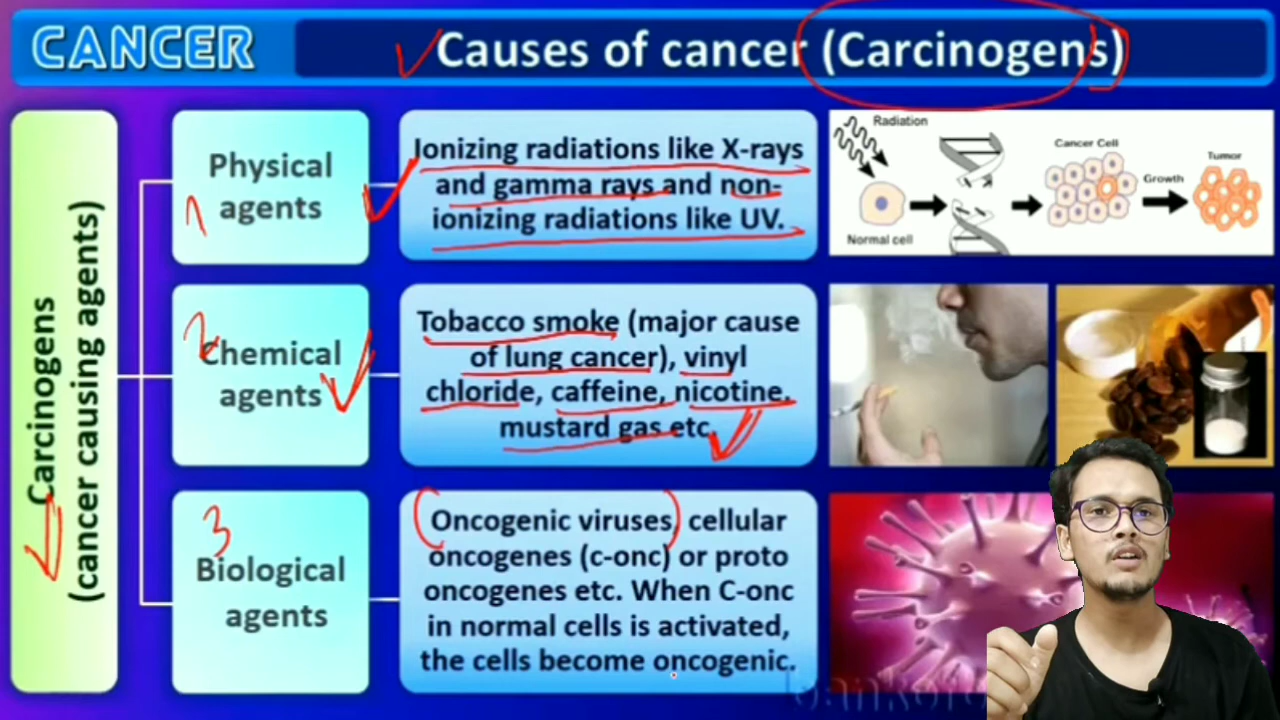 CANCER
Causes of cancer (Carcinogens)
Carcinogens
(cancer causing agents)
Physical
agents
1
Ionizing radiations like X-rays
and gamma rays and non-
ionizing radiations like UV.
Radiation
Normal cell
Cancer Cell
Growth
Tumor
2
Chemical
agents
Tobacco smoke (major cause
of lung cancer), vinyl
chloride, caffeine, nicotine,
mustard gas etc.
3
Biological
agents
Oncogenic viruses, cellular
oncogenes (c-onc) or proto
oncogenes etc. When C-onc
in normal cells is activated,
the cells become oncogenic.